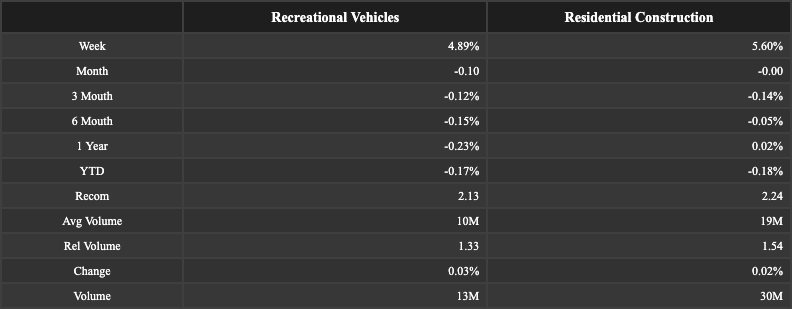 Recreational Vehicles Residential Construction
Week 4.89% 5.60%
Month -0.10 -0.00
3 Mouth -0.12% -0.14%
6 Mouth -0.15% -0.05%
1 Year -0.23% 0.02%
YTD -0.17% -0.18%
Recom 2.13 2.24
Avg Volume 10M 19M
Rel Volume 1.33 1.54
Change 0.03% 0.02%
Volume 13M 30M